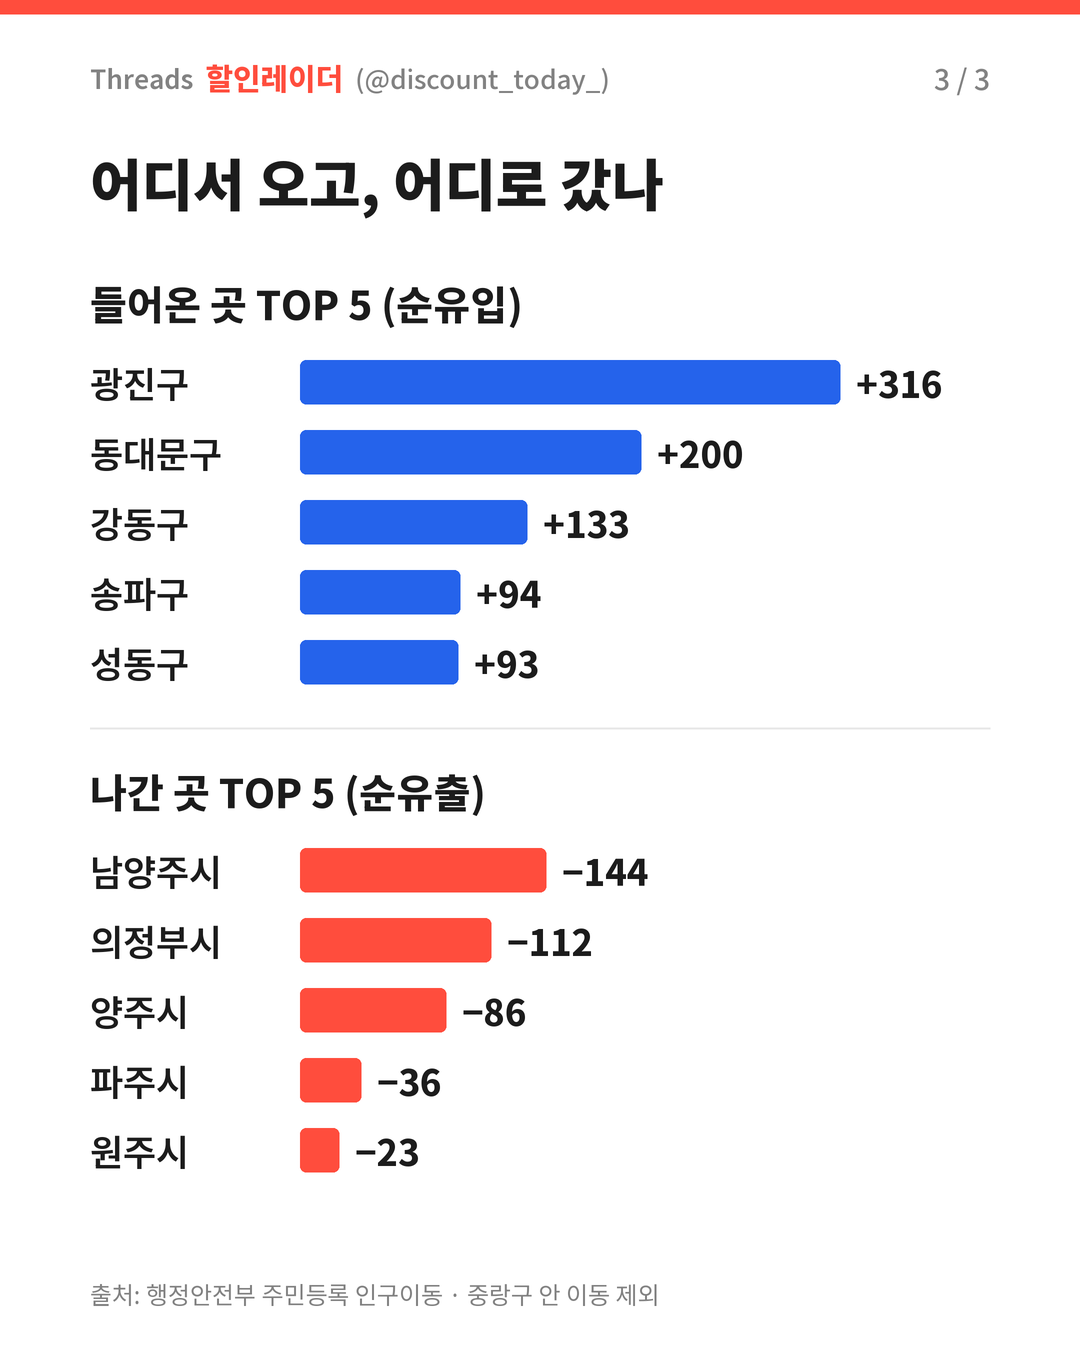 Threads 할인레이더 (@discount_today_) 3 / 3
어디서 오고, 어디로 갔나
들어온 곳 TOP 5 (순유입)
광진구 +316
동대문구 +200
강동구 +133
송파구 +94
성동구 +93
나간 곳 TOP 5 (순유출)
남양주시 −144
의정부시 −112
양주시 −86
파주시 −36
원주시 −23
출처: 행정안전부 주민등록 인구이동 · 중랑구 안 이동 제외